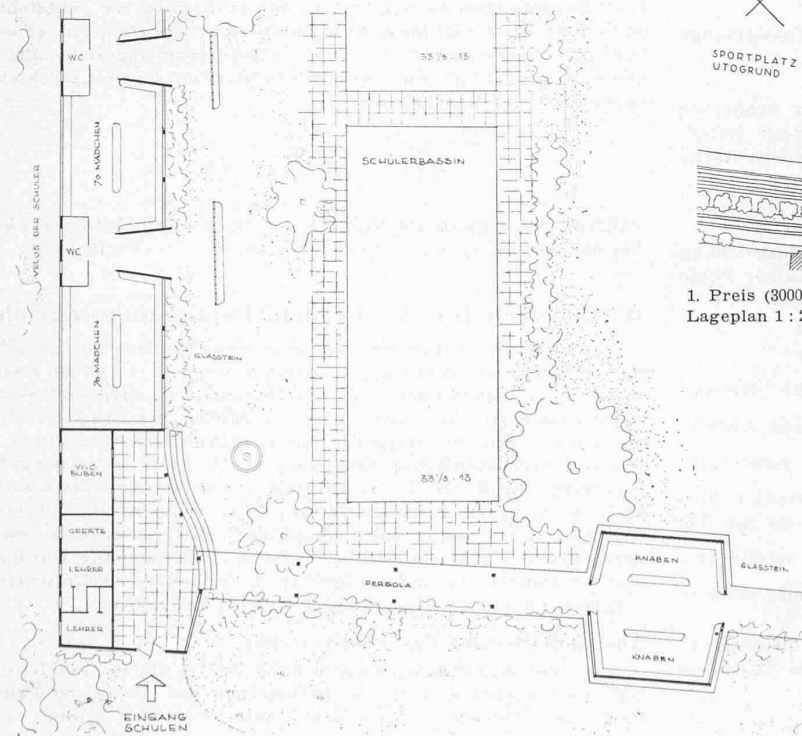 WC
70 MÄDCHEN
VELOS DER SCHÜLER
WC
70 MÄDCHEN
GLASSTEIN
W.C.
BUBEN
GERÄTE
LEHRER
LEHRER
EINGANG
SCHULEN
33⅓ · 13
SCHÜLERBASSIN
33⅓ · 13
PERGOLA
KNABEN
KNABEN
GLASSTEIN
SPORTPLATZ
UTOGRUND
1. Preis (3000
Lageplan 1 : 2